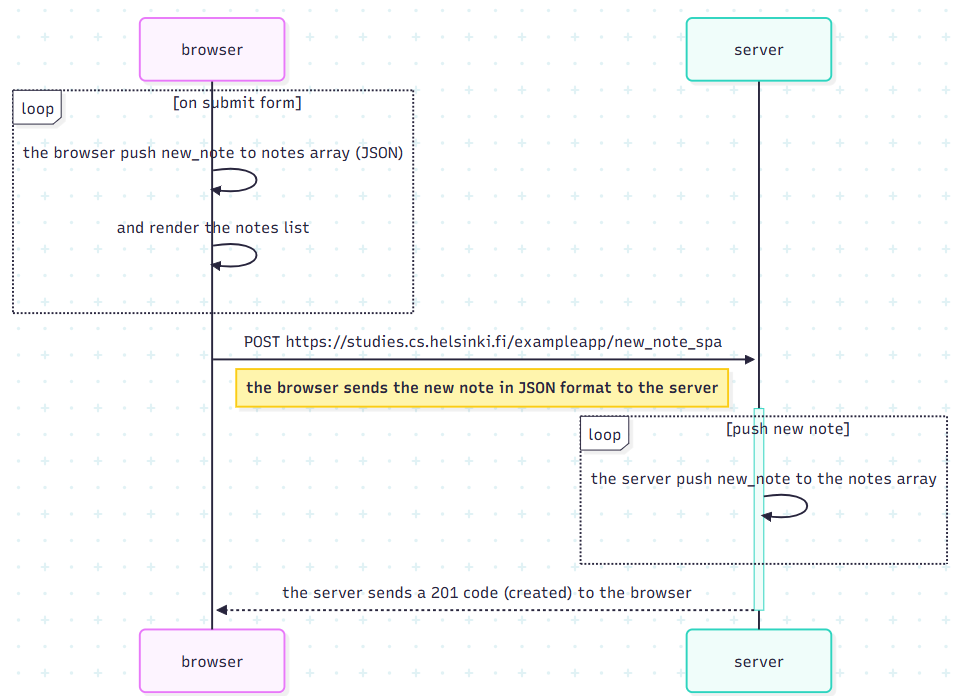 browser
server
loop
[on submit form]
the browser push new_note to notes array (JSON)
and render the notes list
POST https://studies.cs.helsinki.fi/exampleapp/new_note_spa
the browser sends the new note in JSON format to the server
loop
[push new note]
the server push new_note to the notes array
the server sends a 201 code (created) to the browser
browser
server